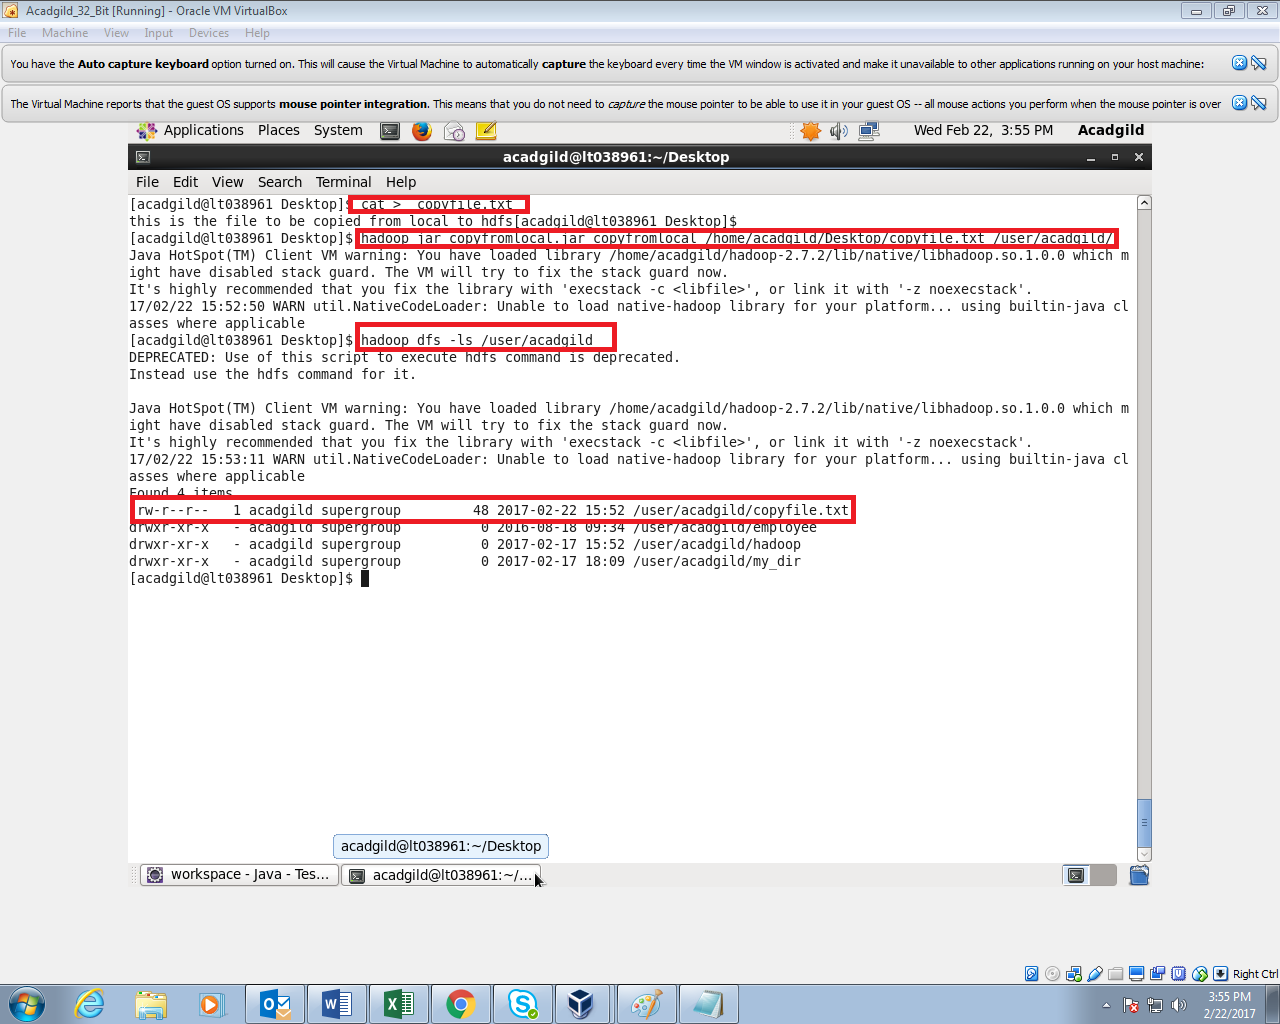 Acadgild_32_Bit [Running] - Oracle VM VirtualBox
File Machine View Input Devices Help
You have the Auto capture keyboard option turned on. This will cause the Virtual Machine to automatically capture the keyboard every time the VM window is activated and make it unavailable to other applications running on your host machine:
The Virtual Machine reports that the guest OS supports mouse pointer integration. This means that you do not need to capture the mouse pointer to be able to use it in your guest OS -- all mouse actions you perform when the mouse pointer is over
Applications Places System Wed Feb 22, 3:55 PM Acadgild
acadgild@lt038961:~/Desktop
File Edit View Search Terminal Help
[acadgild@lt038961 Desktop]$ cat > copyfile.txt
this is the file to be copied from local to hdfs[acadgild@lt038961 Desktop]$
[acadgild@lt038961 Desktop]$ hadoop jar copyfromlocal.jar copyfromlocal /home/acadgild/Desktop/copyfile.txt /user/acadgild/
Java HotSpot(TM) Client VM warning: You have loaded library /home/acadgild/hadoop-2.7.2/lib/native/libhadoop.so.1.0.0 which m
ight have disabled stack guard. The VM will try to fix the stack guard now.
It's highly recommended that you fix the library with 'execstack -c <libfile>', or link it with '-z noexecstack'.
17/02/22 15:52:50 WARN util.NativeCodeLoader: Unable to load native-hadoop library for your platform... using builtin-java cl
asses where applicable
[acadgild@lt038961 Desktop]$ hadoop dfs -ls /user/acadgild
DEPRECATED: Use of this script to execute hdfs command is deprecated.
Instead use the hdfs command for it.
Java HotSpot(TM) Client VM warning: You have loaded library /home/acadgild/hadoop-2.7.2/lib/native/libhadoop.so.1.0.0 which m
ight have disabled stack guard. The VM will try to fix the stack guard now.
It's highly recommended that you fix the library with 'execstack -c <libfile>', or link it with '-z noexecstack'.
17/02/22 15:53:11 WARN util.NativeCodeLoader: Unable to load native-hadoop library for your platform... using builtin-java cl
asses where applicable
Found 4 items
rw-r--r-- 1 acadgild supergroup 48 2017-02-22 15:52 /user/acadgild/copyfile.txt
drwxr-xr-x - acadgild supergroup 0 2016-08-18 09:34 /user/acadgild/employee
drwxr-xr-x - acadgild supergroup 0 2017-02-17 15:52 /user/acadgild/hadoop
drwxr-xr-x - acadgild supergroup 0 2017-02-17 18:09 /user/acadgild/my_dir
[acadgild@lt038961 Desktop]$
acadgild@lt038961:~/Desktop
workspace - Java - Tes... acadgild@lt038961:~/...
Right Ctrl
3:55 PM
2/22/2017